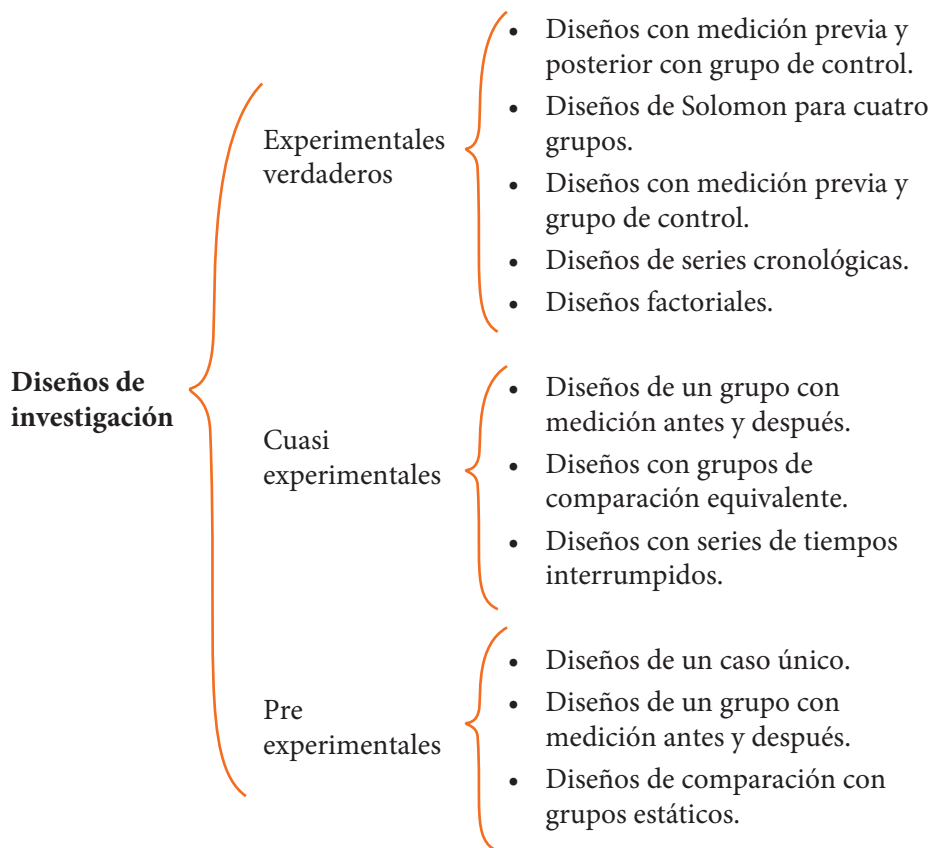 Diseños de
investigación
Experimentales
verdaderos
• Diseños con medición previa y
posterior con grupo de control.
• Diseños de Solomon para cuatro
grupos.
• Diseños con medición previa y
grupo de control.
• Diseños de series cronológicas.
• Diseños factoriales.
Cuasi
experimentales
• Diseños de un grupo con
medición antes y después.
• Diseños con grupos de
comparación equivalente.
• Diseños con series de tiempos
interrumpidos.
Pre
experimentales
• Diseños de un caso único.
• Diseños de un grupo con
medición antes y después.
• Diseños de comparación con
grupos estáticos.